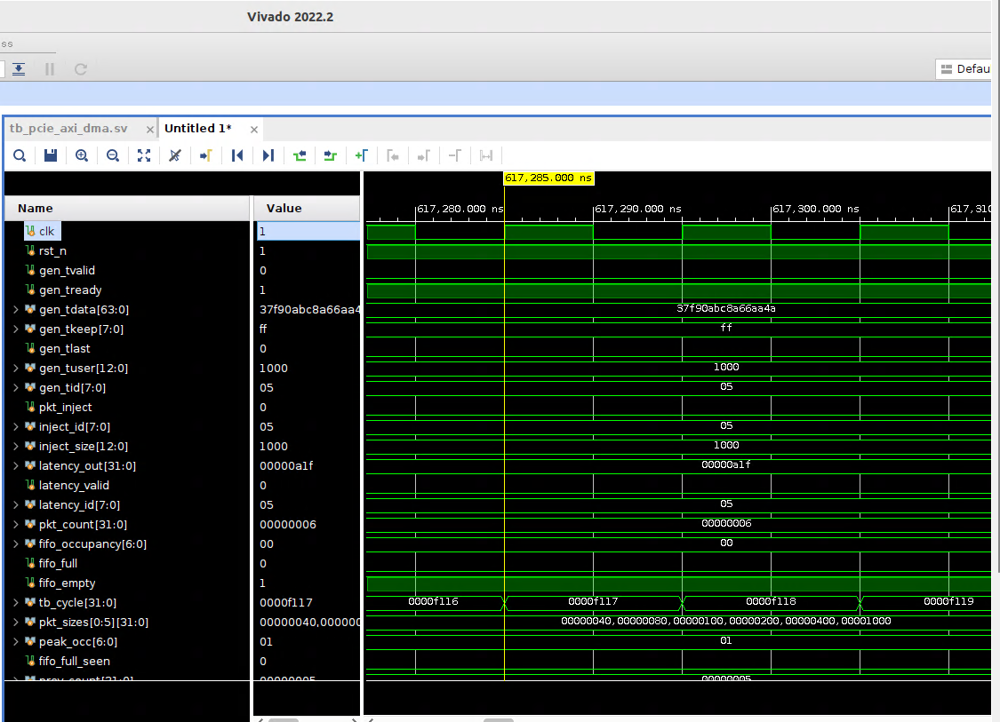 Vivado 2022.2
ss
Defau
tb_pcie_axi_dma.sv × Untitled 1* ×
617,285.000 ns
617,280.000 ns 617,290.000 ns 617,300.000 ns 617,310
Name Value
clk 1
rst_n 1
gen_tvalid 0
gen_tready 1
gen_tdata[63:0] 37f90abc8a66aa4 37f90abc8a66aa4a
gen_tkeep[7:0] ff ff
gen_tlast 0
gen_tuser[12:0] 1000 1000
gen_tid[7:0] 05 05
pkt_inject 0
inject_id[7:0] 05 05
inject_size[12:0] 1000 1000
latency_out[31:0] 00000a1f 00000a1f
latency_valid 0
latency_id[7:0] 05 05
pkt_count[31:0] 00000006 00000006
fifo_occupancy[6:0] 00 00
fifo_full 0
fifo_empty 1
tb_cycle[31:0] 0000f117 0000f116 0000f117 0000f118 0000f119
pkt_sizes[0:5][31:0] 00000040,000000 00000040,00000080,00000100,00000200,00000400,00001000
peak_occ[6:0] 01 01
fifo_full_seen 0
prev_count[31:0] 00000005 00000005